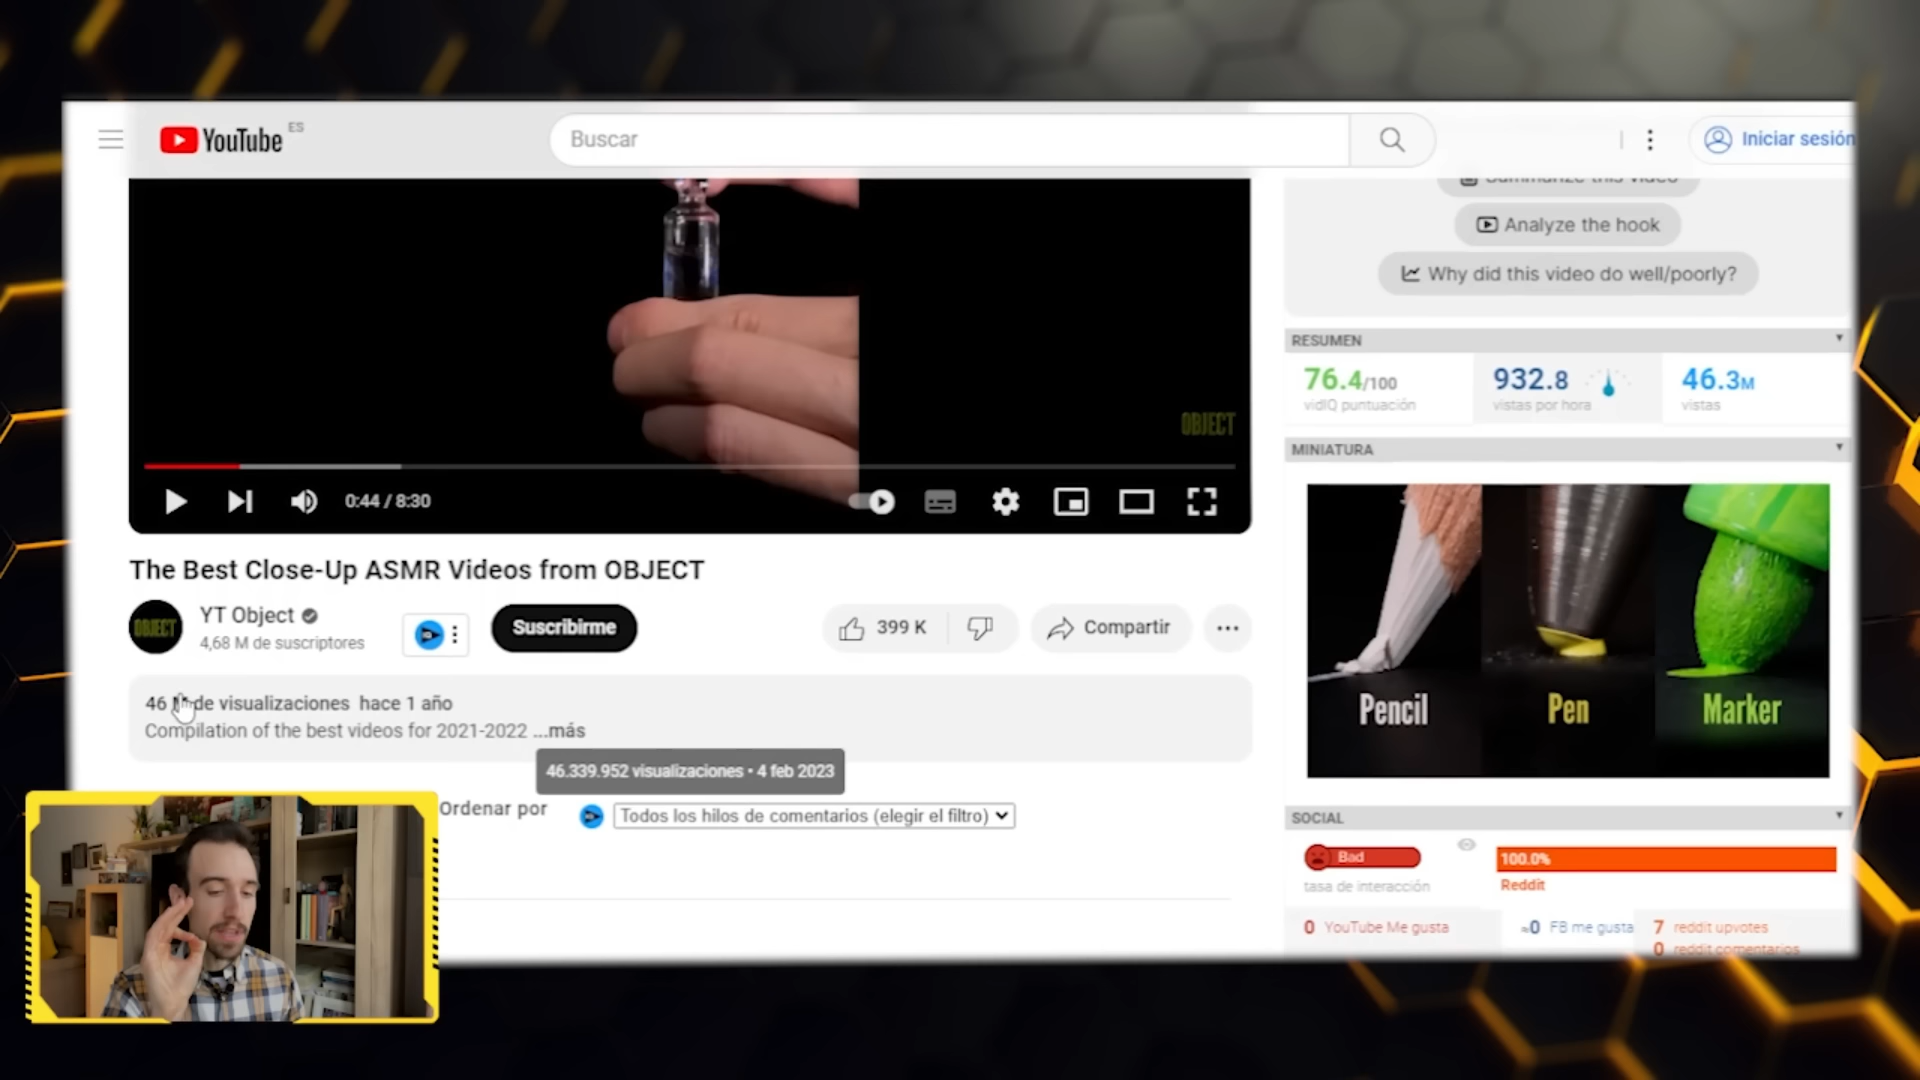 YouTube ES
Buscar
Iniciar sesión
Summarize this video
Analyze the hook
Why did this video do well/poorly?
RESUMEN
76.4/100
vidIQ puntuación
932.8
vistas por hora
46.3M
vistas
MINIATURA
Pencil
Pen
Marker
OBJECT
0:44 / 8:30
The Best Close-Up ASMR Videos from OBJECT
OBJECT
YT Object
4,68 M de suscriptores
Suscribirme
399 K
Compartir
46 M de visualizaciones hace 1 año
Compilation of the best videos for 2021-2022 ...más
46.339.952 visualizaciones • 4 feb 2023
Ordenar por
Todos los hilos de comentarios (elegir el filtro)
SOCIAL
Bad
tasa de interacción
100.0%
Reddit
0 YouTube Me gusta
≈0 FB me gusta
7 reddit upvotes
0 reddit comentarios